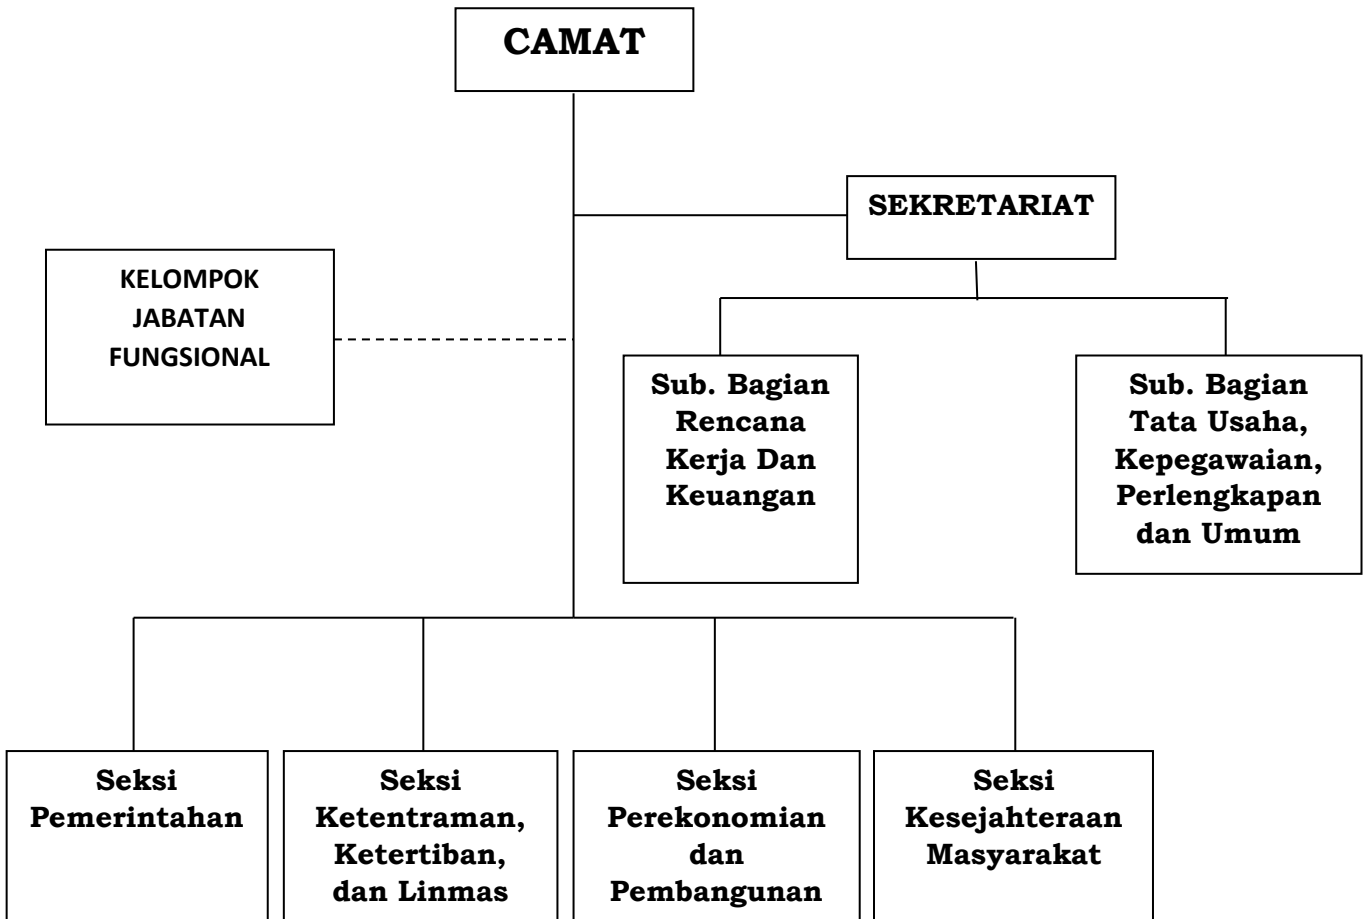 CAMAT
SEKRETARIAT
KELOMPOK
JABATAN
FUNGSIONAL
Sub. Bagian
Rencana
Kerja Dan
Keuangan
Sub. Bagian
Tata Usaha,
Kepegawaian,
Perlengkapan
dan Umum
Seksi
Pemerintahan
Seksi
Ketentraman,
Ketertiban,
dan Linmas
Seksi
Perekonomian
dan
Pembangunan
Seksi
Kesejahteraan
Masyarakat